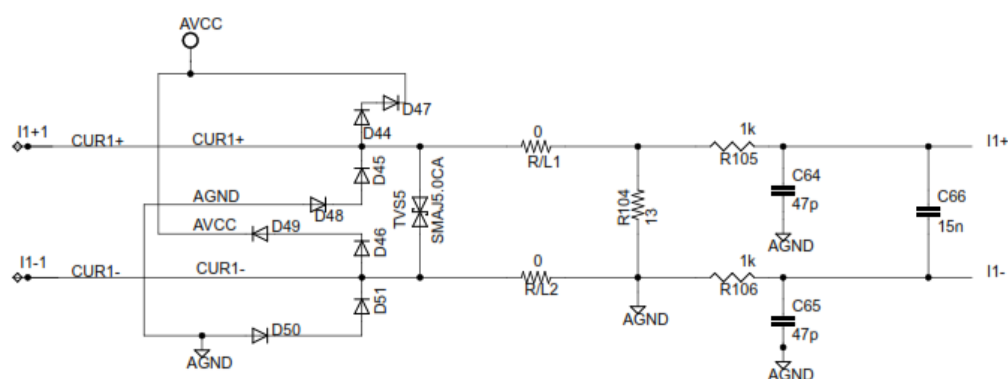 AVCC
D47
I1+1
CUR1+
CUR1+
D44
0
R/L1
1k
R105
I1+
D45
AGND
D48
TVS5
SMAJ5.0CA
R104
13
C64
47p
AGND
C66
15n
AVCC
D49
D46
I1-1
CUR1-
CUR1-
0
R/L2
1k
R106
I1-
D51
D50
AGND
AGND
C65
47p
AGND